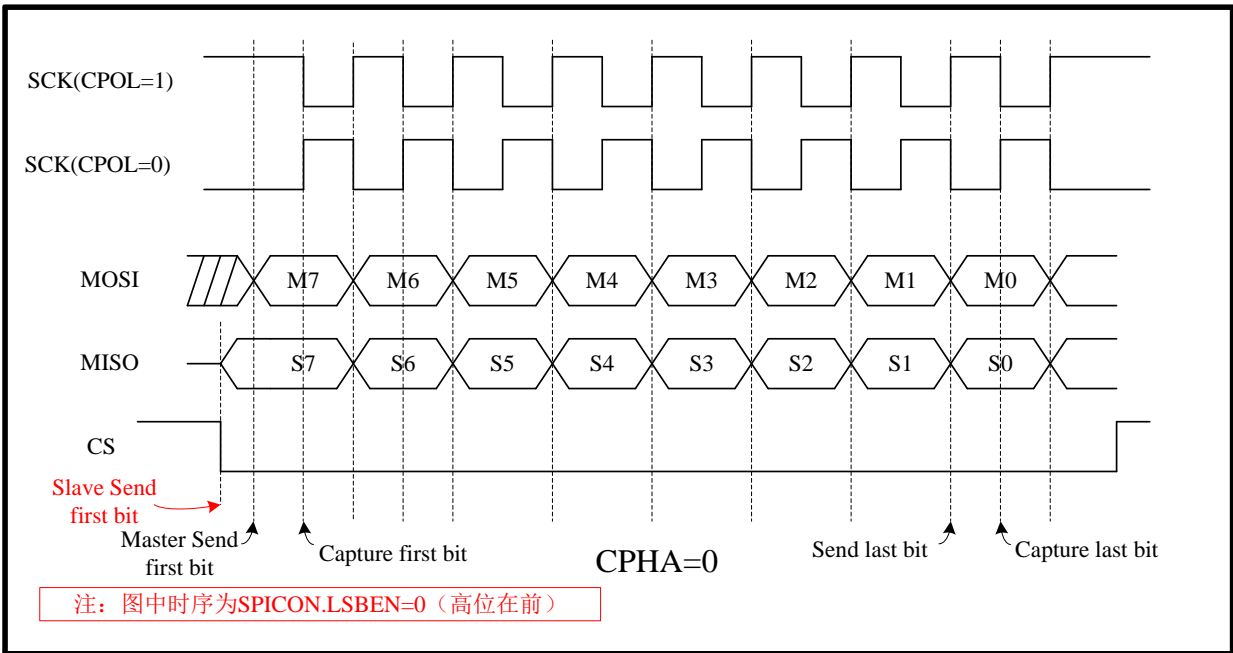 SCK(CPOL=1)
SCK(CPOL=0)
MOSI
M7 M6 M5 M4 M3 M2 M1 M0
MISO
S7 S6 S5 S4 S3 S2 S1 S0
CS
Slave Send
first bit
Master Send
first bit
Capture first bit
CPHA=0
Send last bit
Capture last bit
注：图中时序为SPICON.LSBEN=0（高位在前）